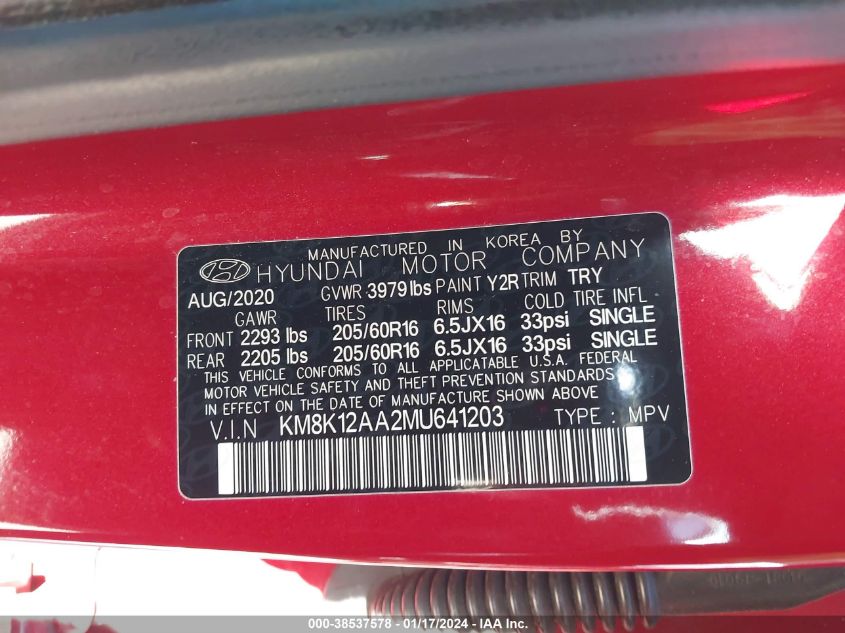 MANUFACTURED IN KOREA BY
HYUNDAI MOTOR COMPANY
AUG/2020 GVWR 3979 lbs PAINT Y2R TRIM TRY
GAWR TIRES RIMS COLD TIRE INFL
FRONT 2293 lbs 205/60R16 6.5JX16 33psi SINGLE
REAR 2205 lbs 205/60R16 6.5JX16 33psi SINGLE
THIS VEHICLE CONFORMS TO ALL APPLICATABLE U.S.A. FEDERAL
MOTOR VEHICLE SAFETY AND THEFT PREVENTION STANDARDS
IN EFFECT ON THE DATE OF MANUFACTURE SHOWN ABOVE
V.I.N KM8K12AA2MU641203 TYPE : MPV
000-38537578 — 01/17/2024 — IAA Inc.